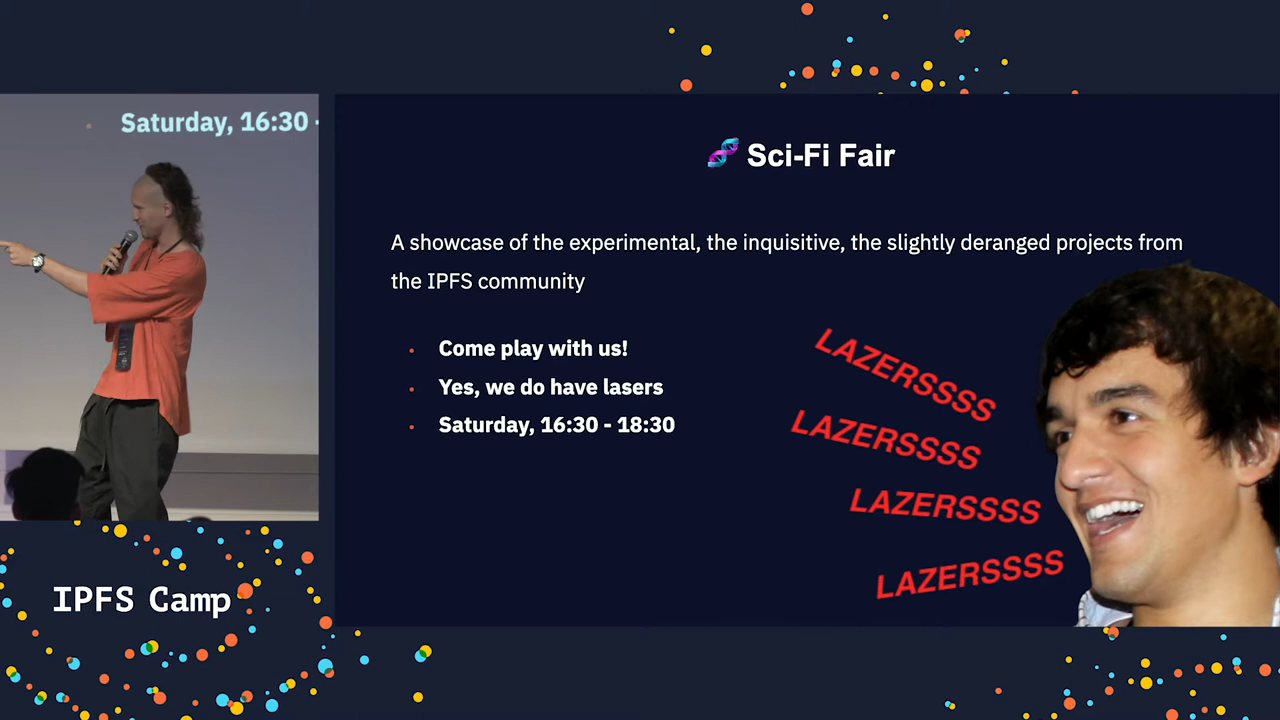 Saturday, 16:30 -
🧬 Sci-Fi Fair
A showcase of the experimental, the inquisitive, the slightly deranged projects from
the IPFS community
• Come play with us!
• Yes, we do have lasers
• Saturday, 16:30 - 18:30
LAZERSSSS
LAZERSSSS
LAZERSSSS
LAZERSSSS
IPFS Camp